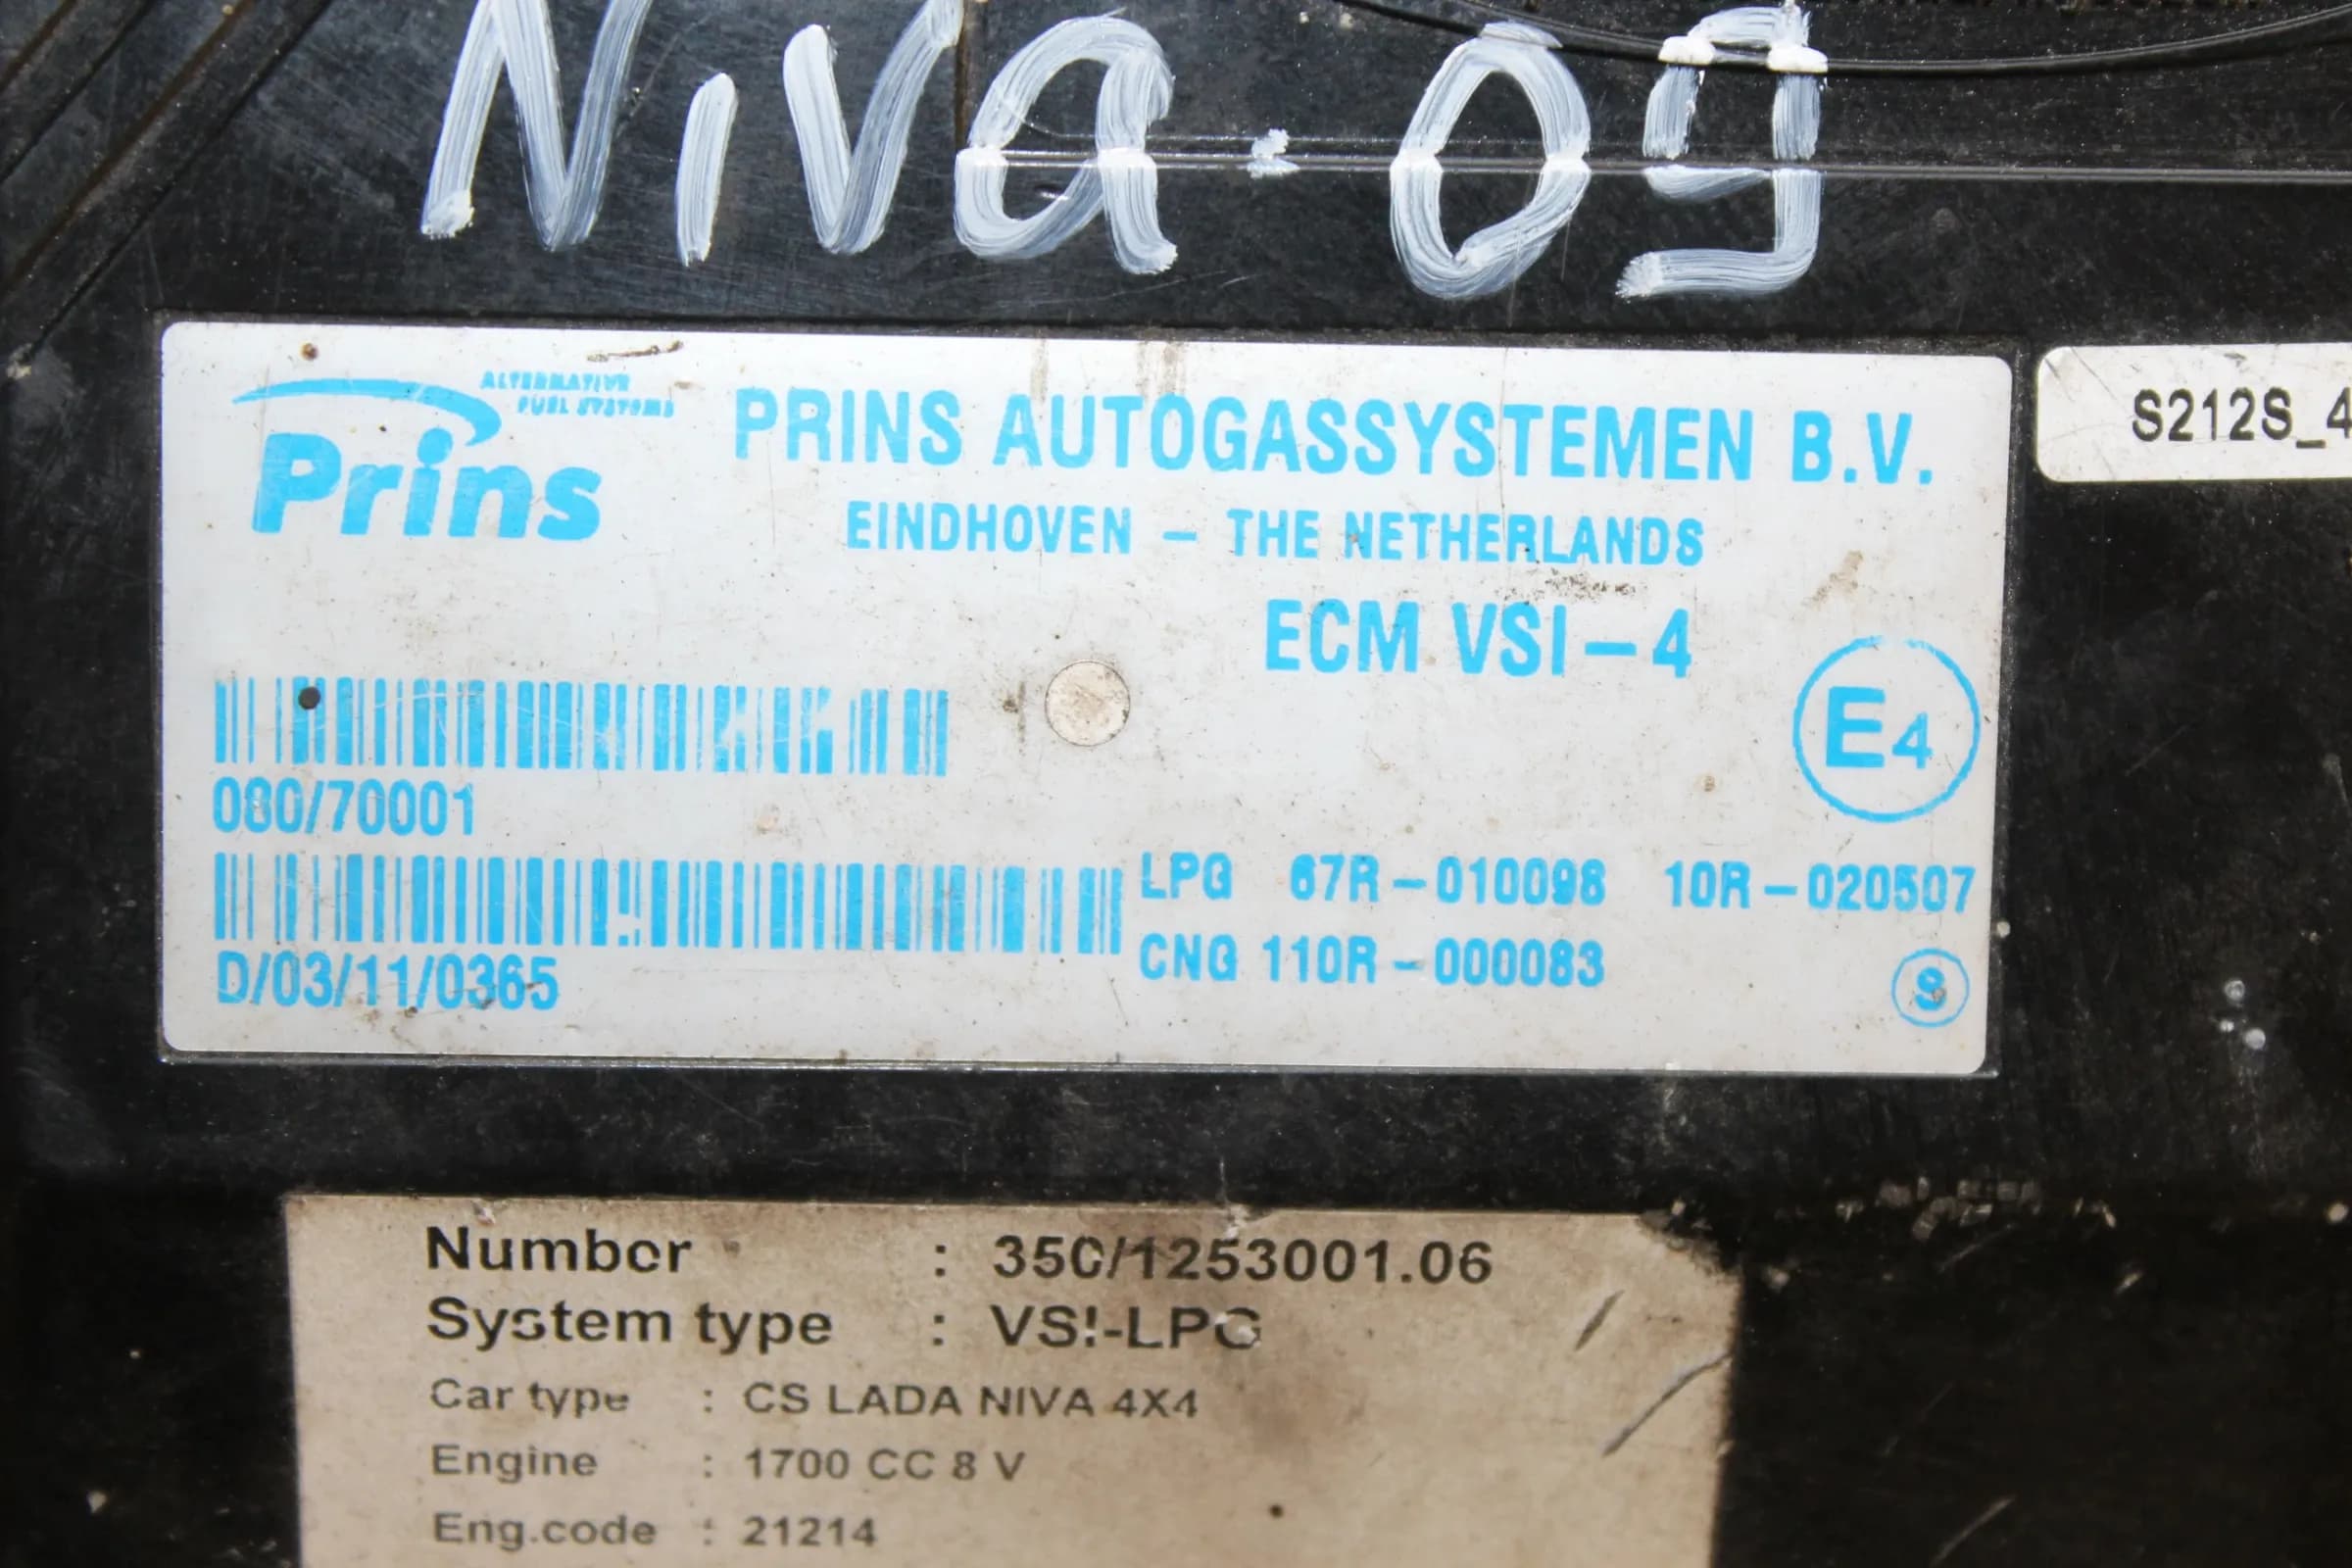 Niva-09
ALTERNATIVE
FUEL SYSTEMS
Prins
PRINS AUTOGASSYSTEMEN B.V.
EINDHOVEN – THE NETHERLANDS
S212S_4
ECM VSI–4
E4
080/70001
LPG 67R–010098 10R–020507
CNG 110R–000083
S
D/03/11/0365
Number : 350/1253001.06
System type : VSI-LPG
Car type : CS LADA NIVA 4X4
Engine : 1700 CC 8 V
Eng.code : 21214